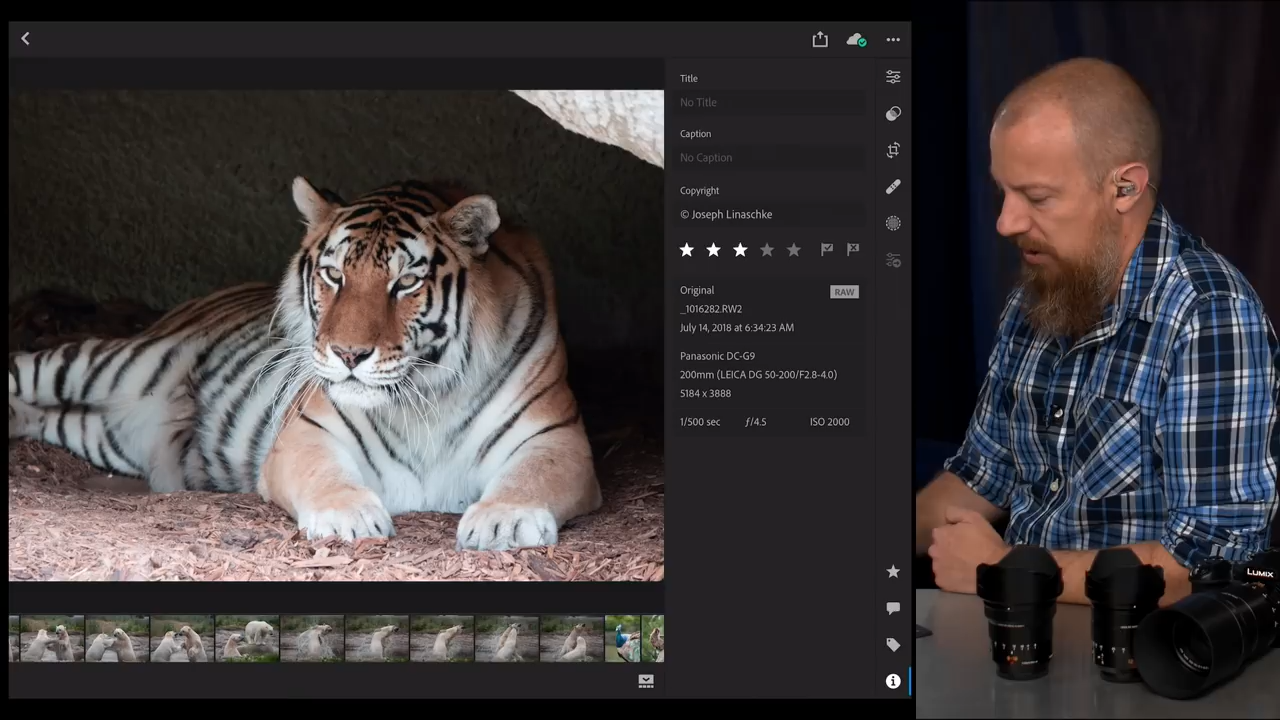 Title
No Title
Caption
No Caption
Copyright
© Joseph Linaschke
Original
RAW
_1016282.RW2
July 14, 2018 at 6:34:23 AM
Panasonic DC-G9
200mm (LEICA DG 50-200/F2.8-4.0)
5184 x 3888
1/500 sec f/4.5 ISO 2000
LUMIX